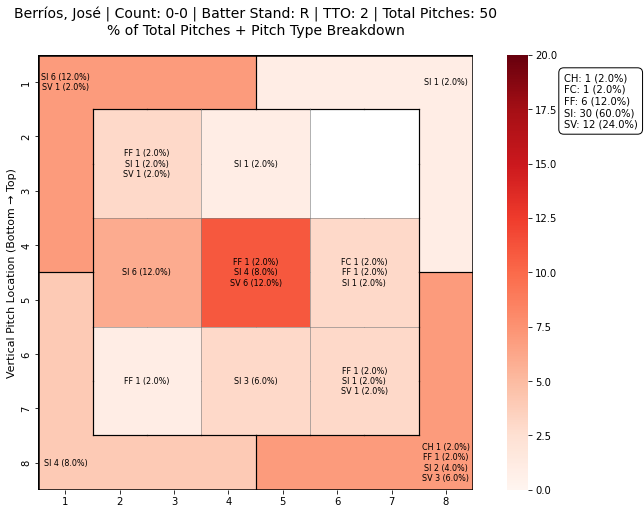 Berríos, José | Count: 0-0 | Batter Stand: R | TTO: 2 | Total Pitches: 50
% of Total Pitches + Pitch Type Breakdown
SI 6 (12.0%)
SV 1 (2.0%)
SI 1 (2.0%)
FF 1 (2.0%)
SI 1 (2.0%)
SV 1 (2.0%)
SI 1 (2.0%)
SI 6 (12.0%)
FF 1 (2.0%)
SI 4 (8.0%)
SV 6 (12.0%)
FC 1 (2.0%)
FF 1 (2.0%)
SI 1 (2.0%)
FF 1 (2.0%)
SI 3 (6.0%)
FF 1 (2.0%)
SI 1 (2.0%)
SV 1 (2.0%)
SI 4 (8.0%)
CH 1 (2.0%)
FF 1 (2.0%)
SI 2 (4.0%)
SV 3 (6.0%)
Vertical Pitch Location (Bottom → Top)
1
2
3
4
5
6
7
8
1 2 3 4 5 6 7 8
20.0
17.5
15.0
12.5
10.0
7.5
5.0
2.5
0.0
CH: 1 (2.0%)
FC: 1 (2.0%)
FF: 6 (12.0%)
SI: 30 (60.0%)
SV: 12 (24.0%)